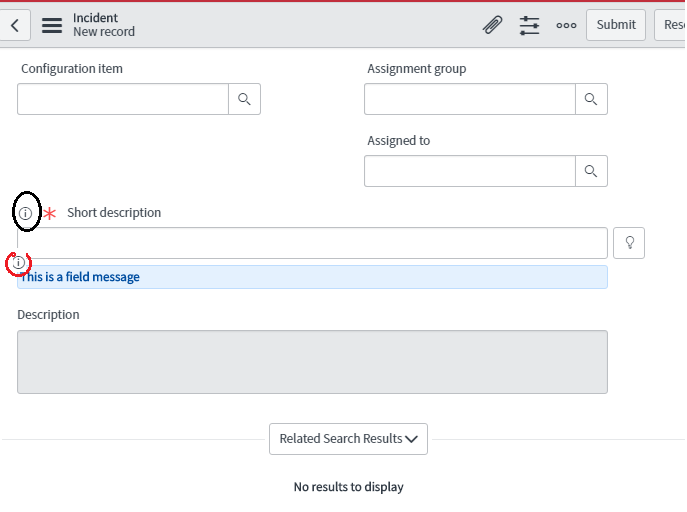 Incident
New record
Submit
Reso
Configuration item
Assignment group
Assigned to
Short description
This is a field message
Description
Related Search Results
No results to display